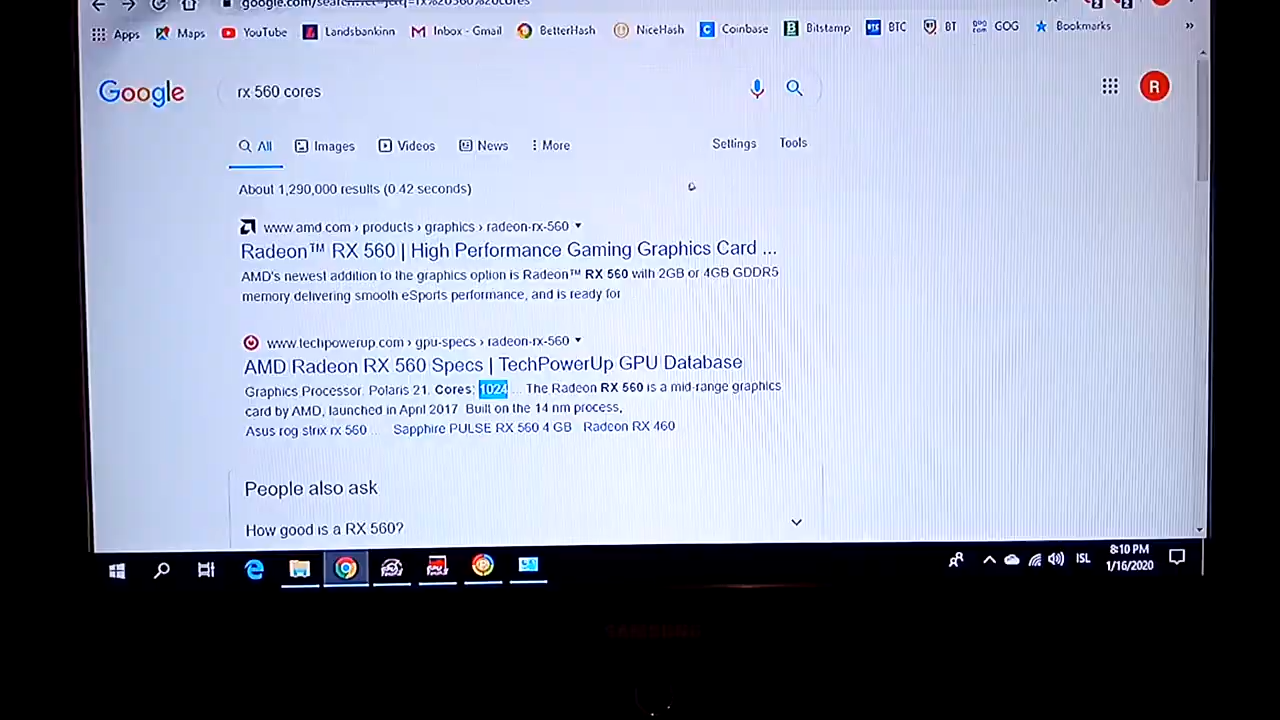 Apps Maps YouTube Landsbankinn Inbox - Gmail BetterHash NiceHash Coinbase Bitstamp BTC BT GOG Bookmarks »
Google rx 560 cores R
All Images Videos News More Settings Tools
About 1,290,000 results (0.42 seconds)
www.amd.com › products › graphics › radeon-rx-560
Radeon™ RX 560 | High Performance Gaming Graphics Card ...
AMD's newest addition to the graphics option is Radeon™ RX 560 with 2GB or 4GB GDDR5
memory delivering smooth eSports performance, and is ready for
www.techpowerup.com › gpu-specs › radeon-rx-560
AMD Radeon RX 560 Specs | TechPowerUp GPU Database
Graphics Processor. Polaris 21. Cores: 1024 ... The Radeon RX 560 is a mid-range graphics
card by AMD, launched in April 2017 Built on the 14 nm process,
Asus rog strix rx 560 ... Sapphire PULSE RX 560 4 GB Radeon RX 460
People also ask
How good is a RX 560?
ISL 8:10 PM
1/16/2020
SAMSUNG